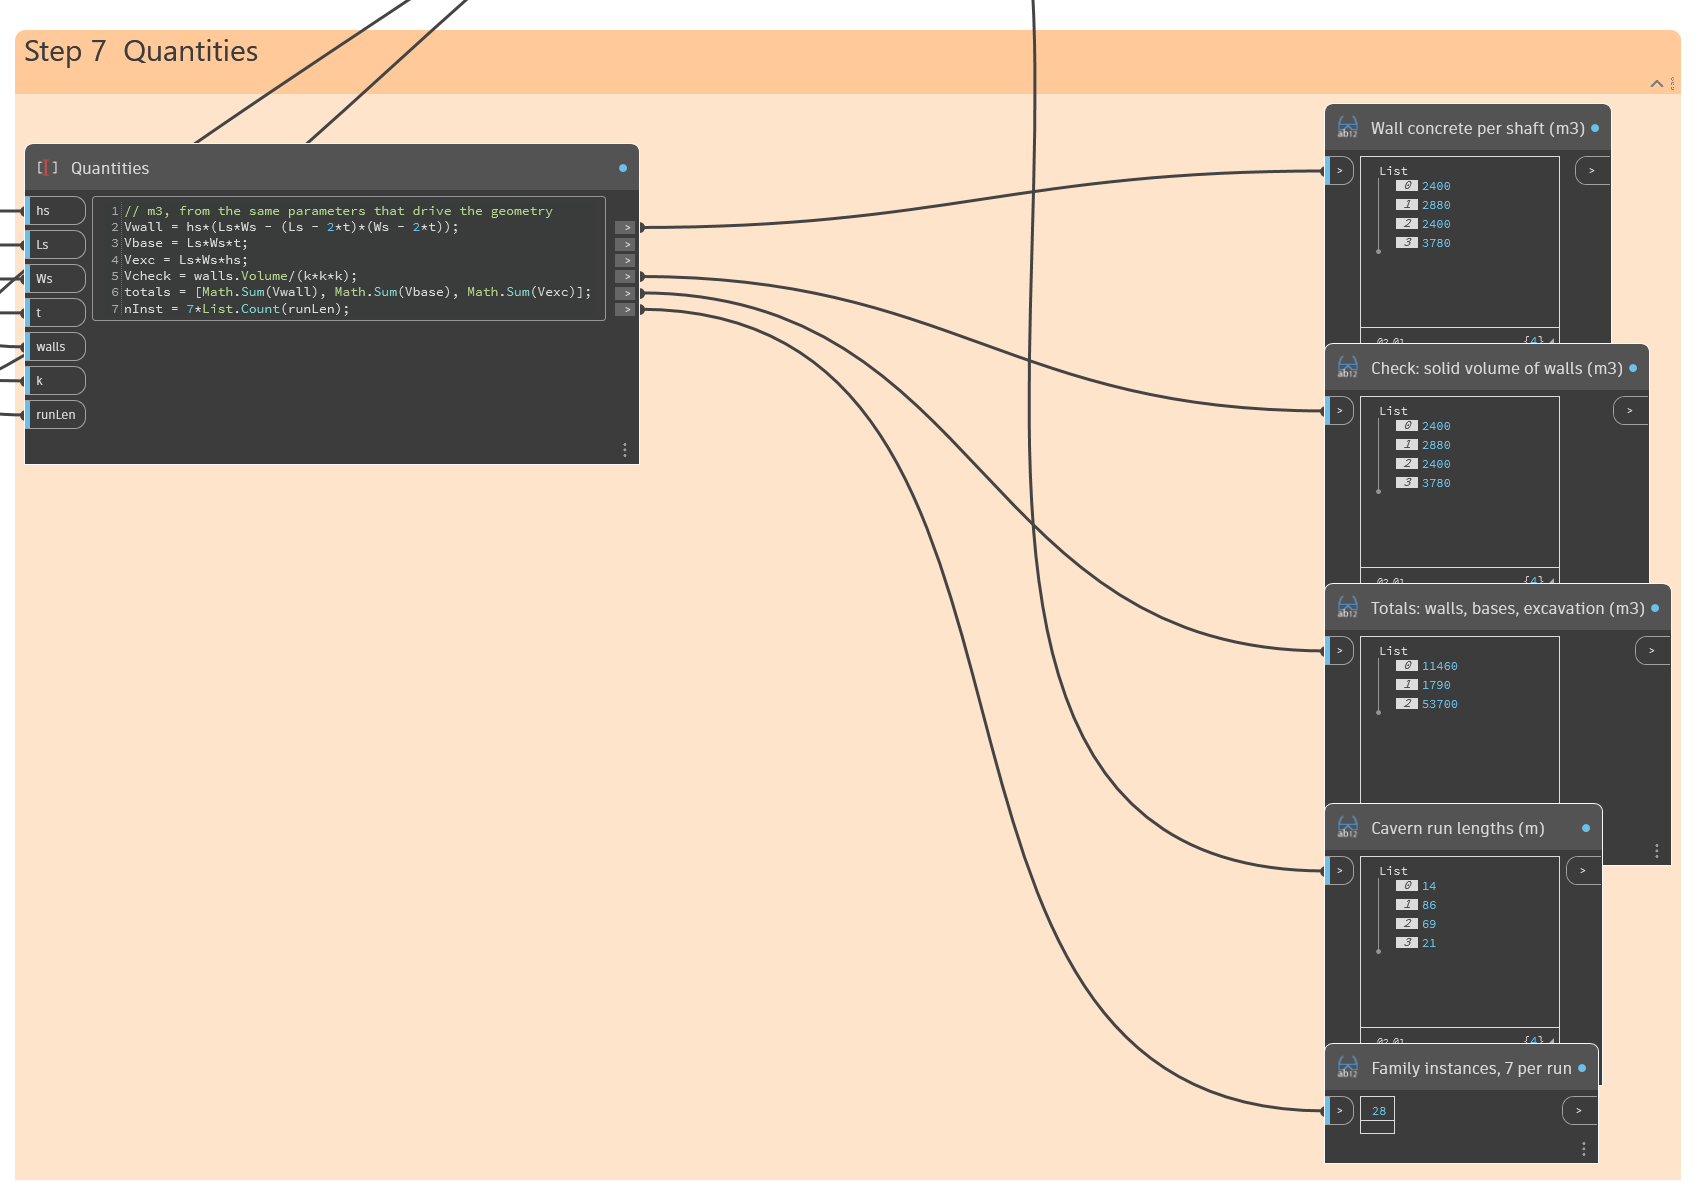 Step 7  Quantities
Quantities
hs
Ls
Ws
t
walls
k
runLen
1 // m3, from the same parameters that drive the geometry
2 Vwall = hs*(Ls*Ws - (Ls - 2*t)*(Ws - 2*t));
3 Vbase = Ls*Ws*t;
4 Vexc = Ls*Ws*hs;
5 Vcheck = walls.Volume/(k*k*k);
6 totals = [Math.Sum(Vwall), Math.Sum(Vbase), Math.Sum(Vexc)];
7 nInst = 7*List.Count(runLen);
>
>
>
>
>
>
ab12
Wall concrete per shaft (m3)
>
List
0 2400
1 2880
2 2400
3 3780
>
ab12
Check: solid volume of walls (m3)
>
List
0 2400
1 2880
2 2400
3 3780
>
ab12
Totals: walls, bases, excavation (m3)
>
List
0 11460
1 1790
2 53700
>
ab12
Cavern run lengths (m)
>
List
0 14
1 86
2 69
3 21
>
ab12
Family instances, 7 per run
>
28
>